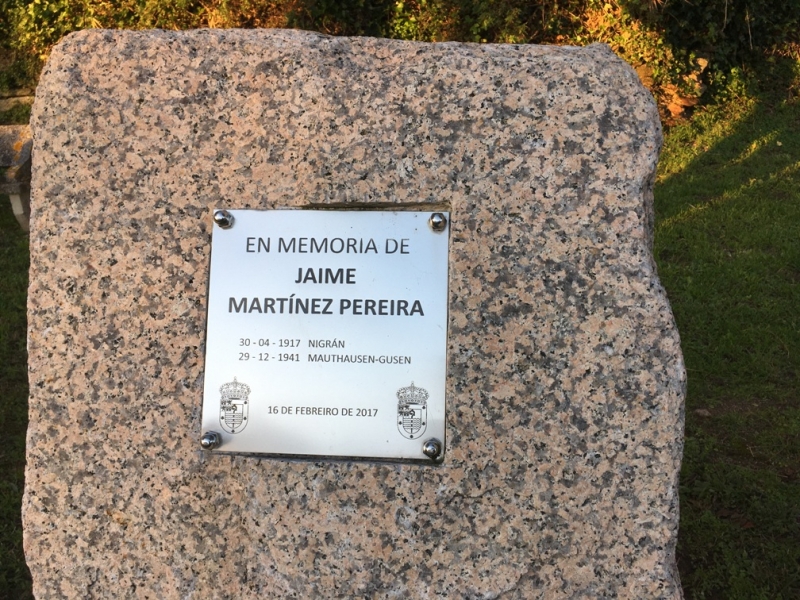 EN MEMORIA DE
JAIME
MARTÍNEZ PEREIRA
30 - 04 - 1917 NIGRÁN
29 - 12 - 1941 MAUTHAUSEN-GUSEN
16 DE FEBREIRO DE 2017